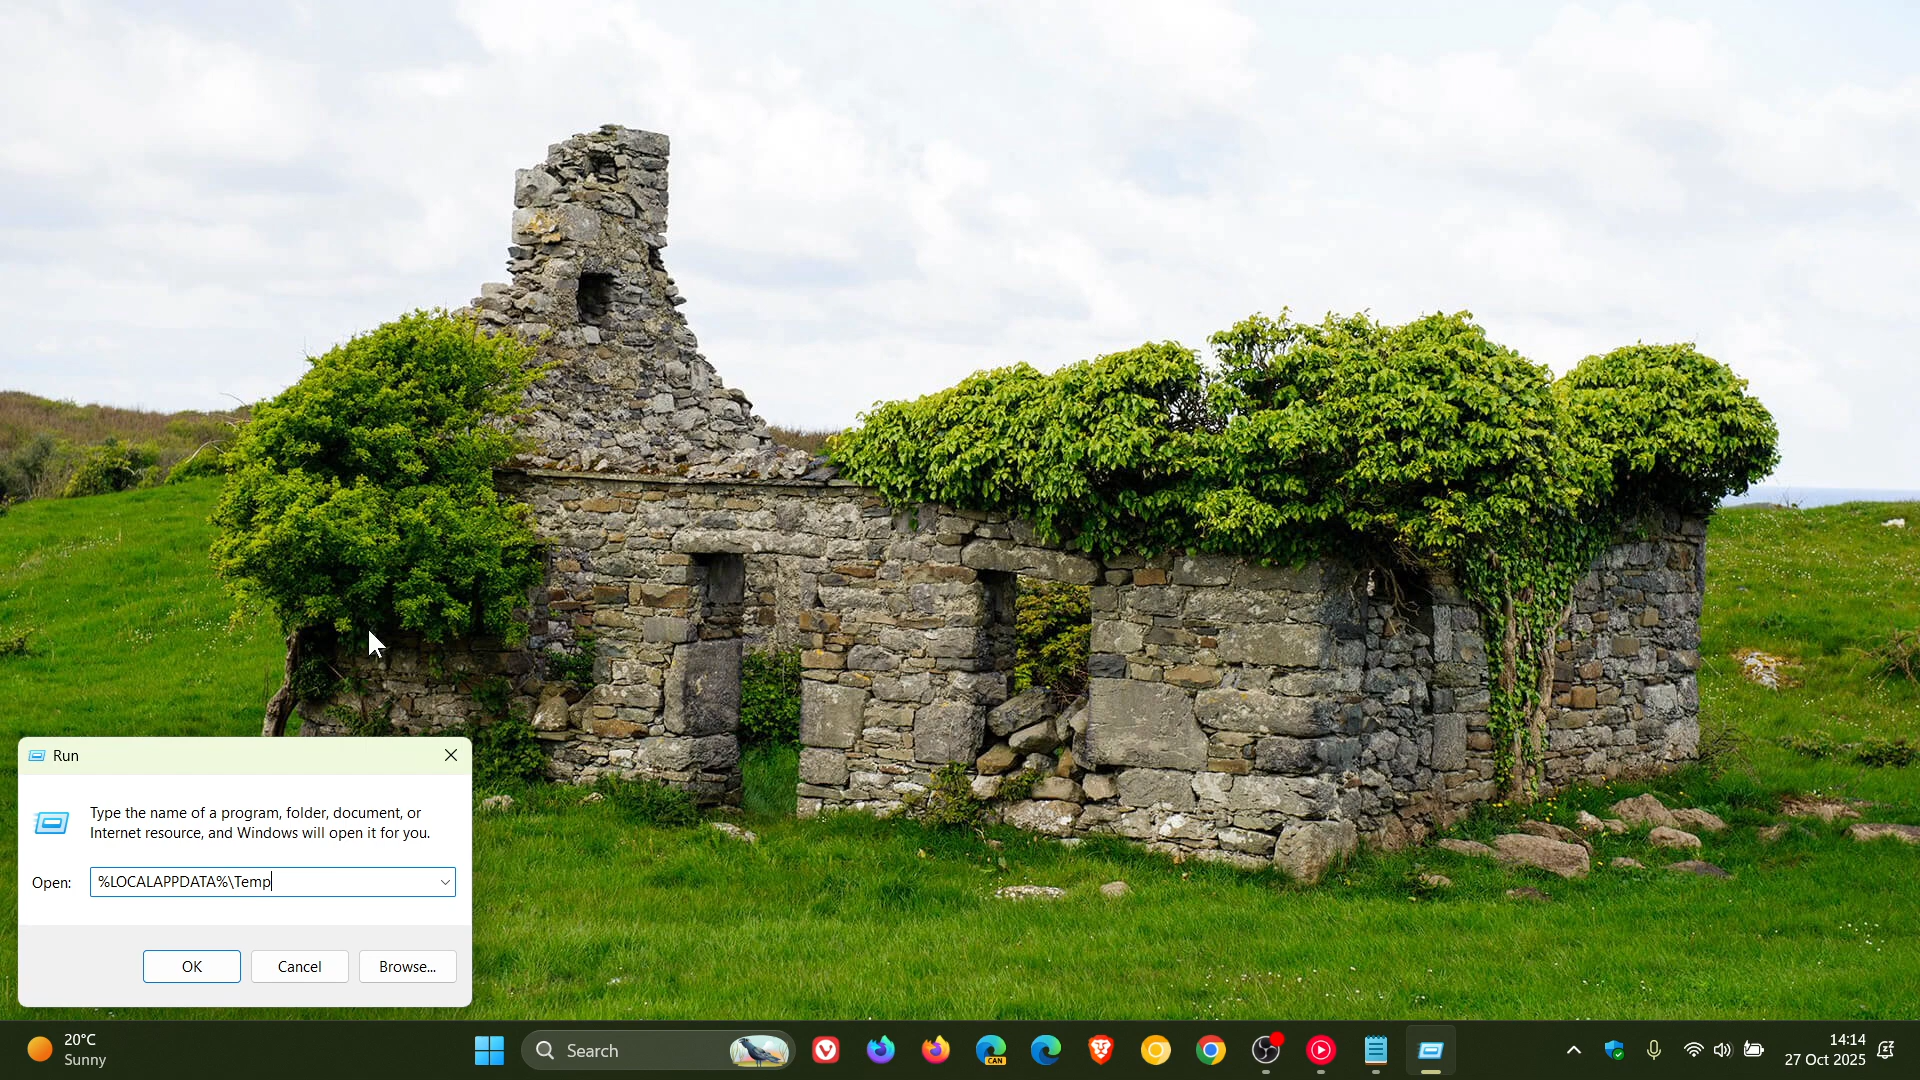 Run
Type the name of a program, folder, document, or
Internet resource, and Windows will open it for you.
Open:
%LOCALAPPDATA%\Temp
OK
Cancel
Browse...
20°C
Sunny
Search
CAN
14:14
27 Oct 2025